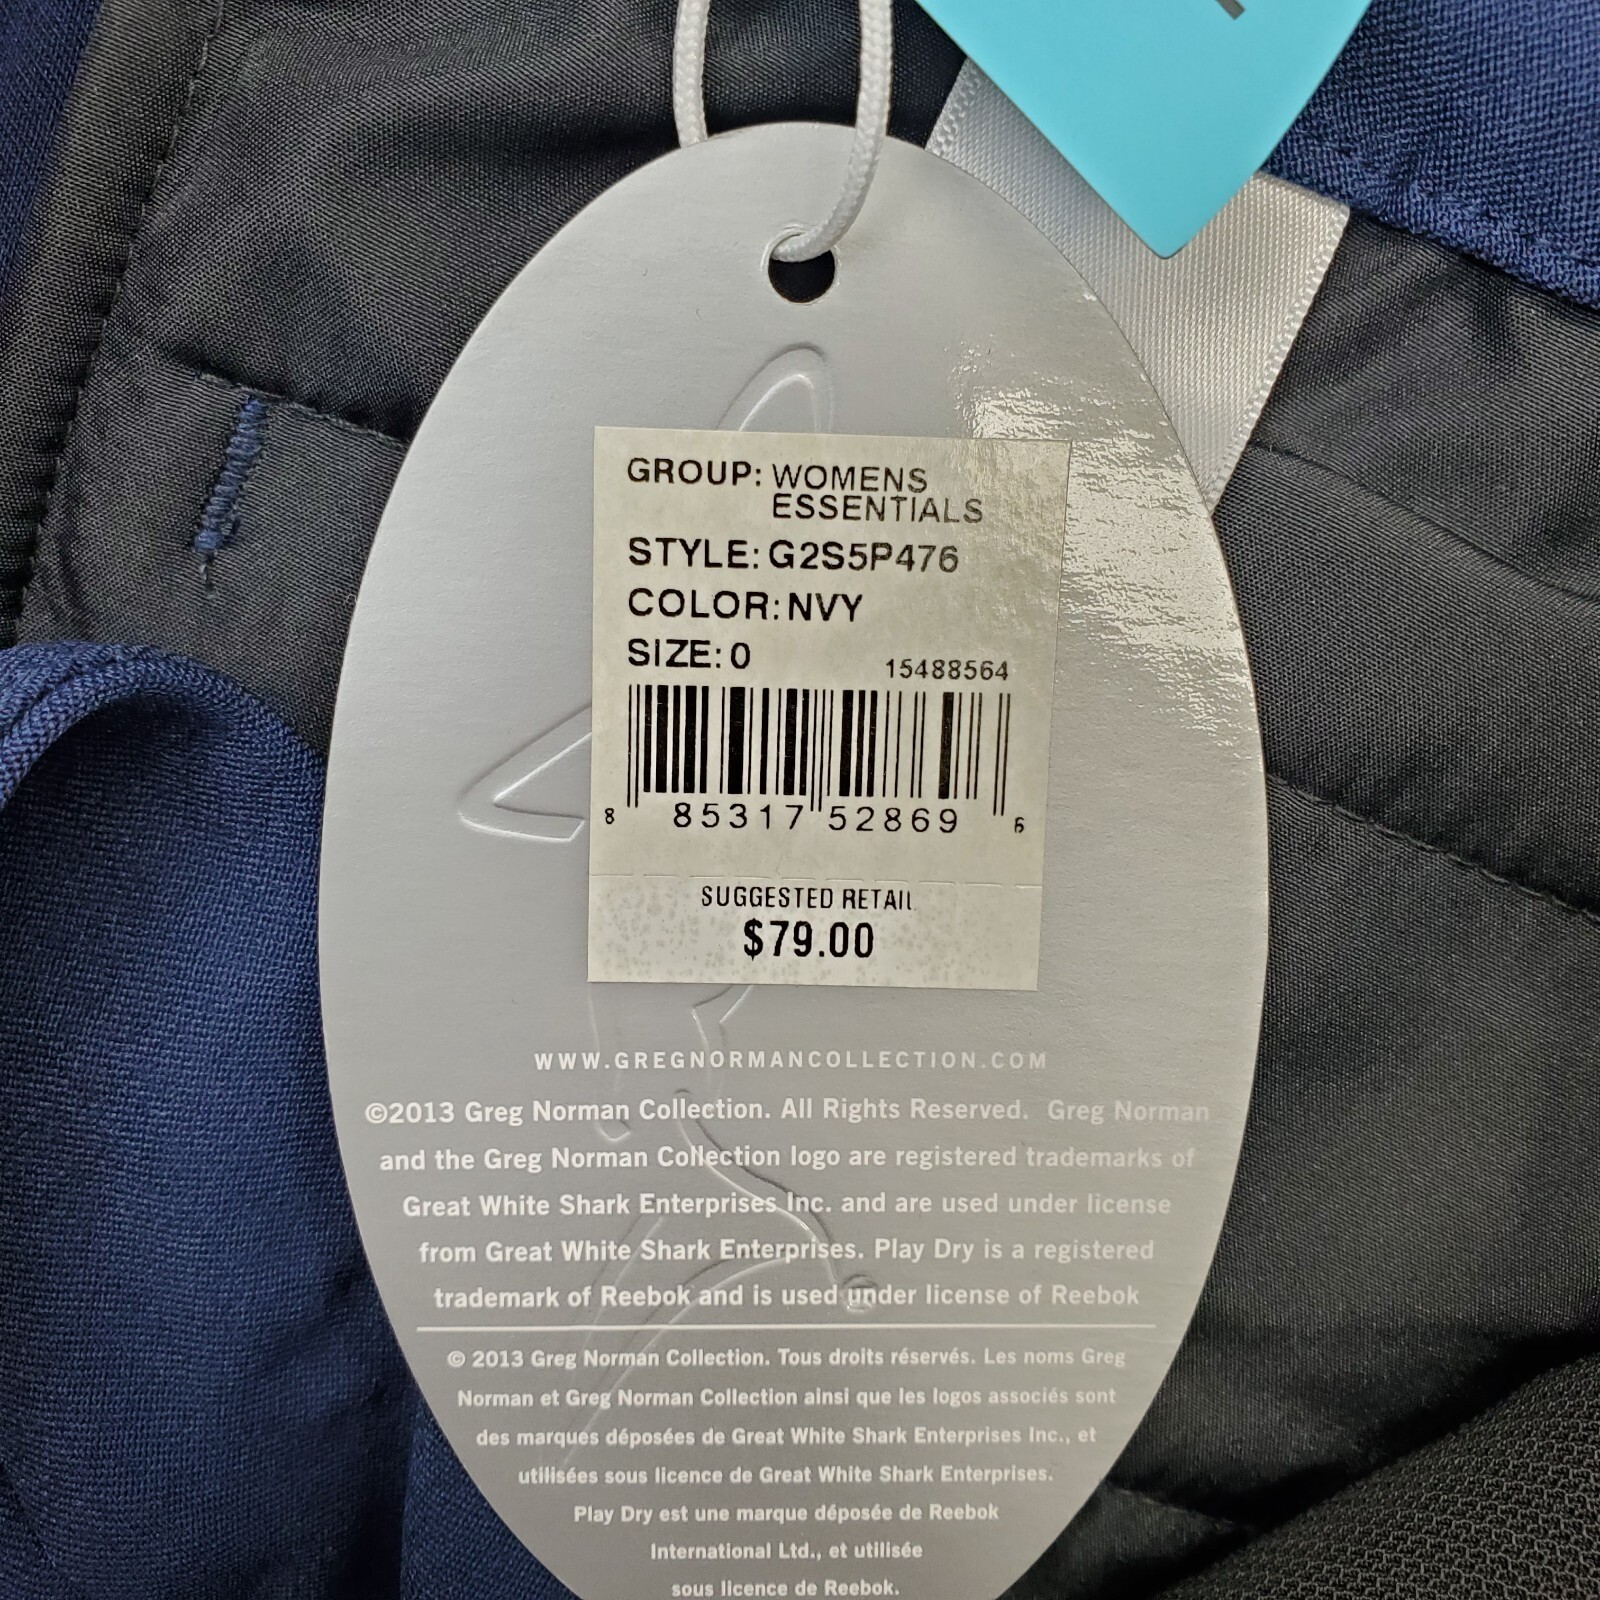 GROUP: WOMENS
ESSENTIALS
STYLE: G2S5P476
COLOR: NVY
SIZE: 0
15488564
8 85317 52869 6
SUGGESTED RETAIL
$79.00
WWW.GREGNORMANCOLLECTION.COM
©2013 Greg Norman Collection. All Rights Reserved. Greg Norman
and the Greg Norman Collection logo are registered trademarks of
Great White Shark Enterprises Inc. and are used under license
from Great White Shark Enterprises. Play Dry is a registered
trademark of Reebok and is used under license of Reebok
© 2013 Greg Norman Collection. Tous droits réservés. Les noms Greg
Norman et Greg Norman Collection ainsi que les logos associés sont
des marques déposées de Great White Shark Enterprises Inc., et
utilisées sous licence de Great White Shark Enterprises.
Play Dry est une marque déposée de Reebok
International Ltd., et utilisée
sous licence de Reebok.